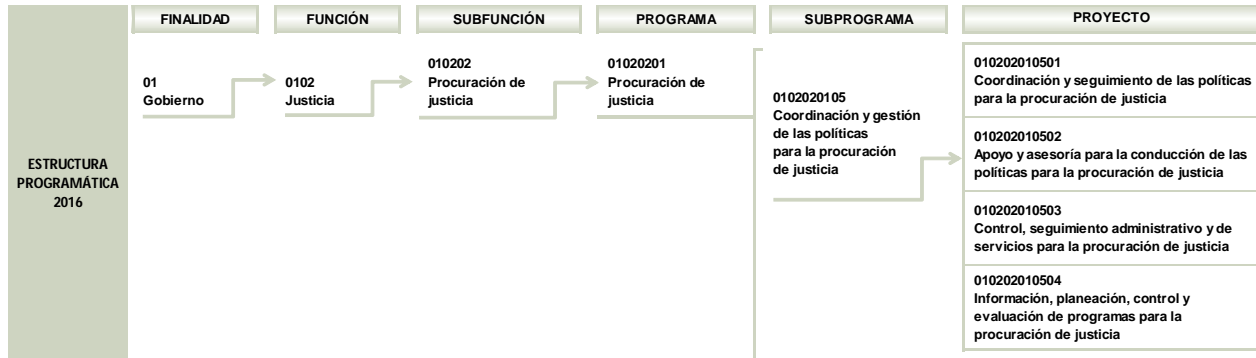 FINALIDAD
FUNCIÓN
SUBFUNCIÓN
PROGRAMA
SUBPROGRAMA
PROYECTO
ESTRUCTURA
PROGRAMÁTICA
2016
01
Gobierno
0102
Justicia
010202
Procuración de
justicia
01020201
Procuración de
justicia
0102020105
Coordinación y gestión
de las políticas
para la procuración
de justicia
010202010501
Coordinación y seguimiento de las políticas
para la procuración de justicia
010202010502
Apoyo y asesoría para la conducción de las
políticas para la procuración de justicia
010202010503
Control, seguimiento administrativo y de
servicios para la procuración de justicia
010202010504
Información, planeación, control y
evaluación de programas para la
procuración de justicia